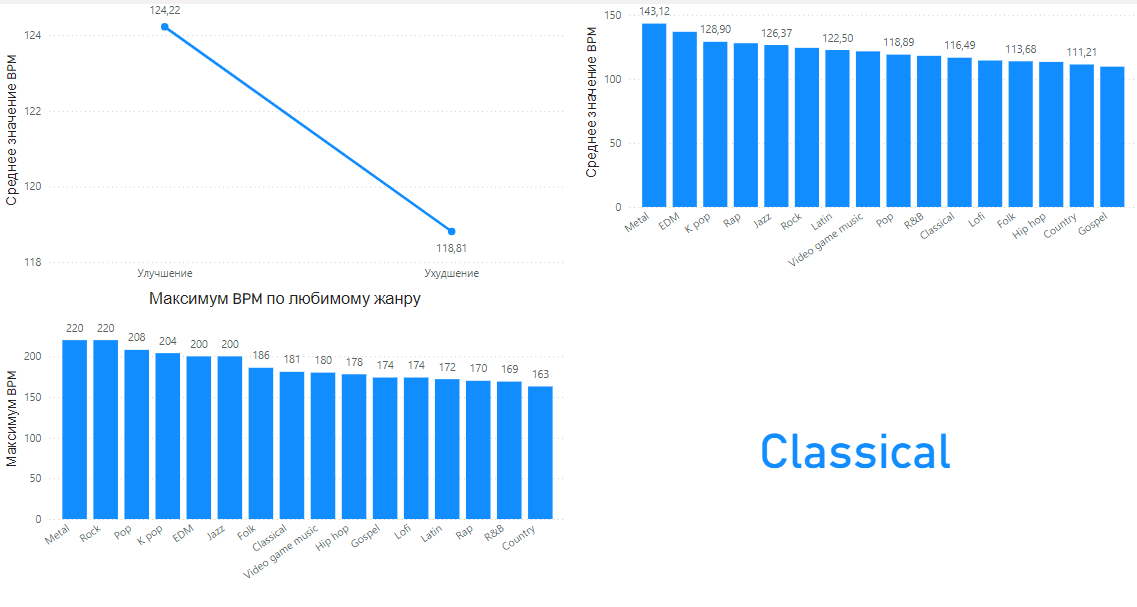 124,22
124
122
120
118
Среднее значение BPM
118,81
Улучшение
Ухудшение
150
100
50
0
Среднее значение BPM
143,12
128,90
126,37
122,50
118,89
116,49
113,68
111,21
Metal
EDM
K pop
Rap
Jazz
Rock
Latin
Video game music
Pop
R&B
Classical
Lofi
Folk
Hip hop
Country
Gospel
Максимум BPM по любимому жанру
200
150
100
50
0
Максимум BPM
220
220
208
204
200
200
186
181
180
178
174
174
172
170
169
163
Metal
Rock
Pop
K pop
EDM
Jazz
Folk
Classical
Video game music
Hip hop
Gospel
Lofi
Latin
Rap
R&B
Country
Classical